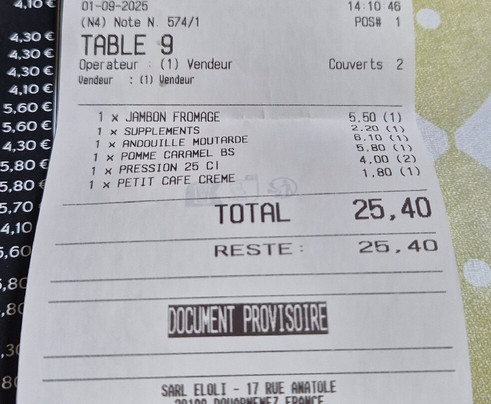 4,10 €
4,30 €
4,30 €
4,30 €
4,10 €
5,60 €
5,60 €
4,30 €
5,80 €
5,80 €
5,70
4,10
5,60
01-09-2025 14:10:46
(N4) Note N. 574/1 POS# 1
TABLE 9
Operateur : (1) Vendeur Couverts 2
Vendeur : (1) Vendeur
1 x JAMBON FROMAGE 5,50 (1)
1 x SUPPLEMENTS 2,20 (1)
1 x ANDOUILLE MOUTARDE 6,10 (1)
1 x POMME CARAMEL BS 5,80 (1)
1 x PRESSION 25 Cl 4,00 (2)
1 x PETIT CAFE CREME 1,80 (1)
TOTAL 25,40
RESTE: 25,40
DOCUMENT PROVISOIRE
SARL ELOLI - 17 RUE ANATOLE
29100 DOUARNENEZ FRANCE